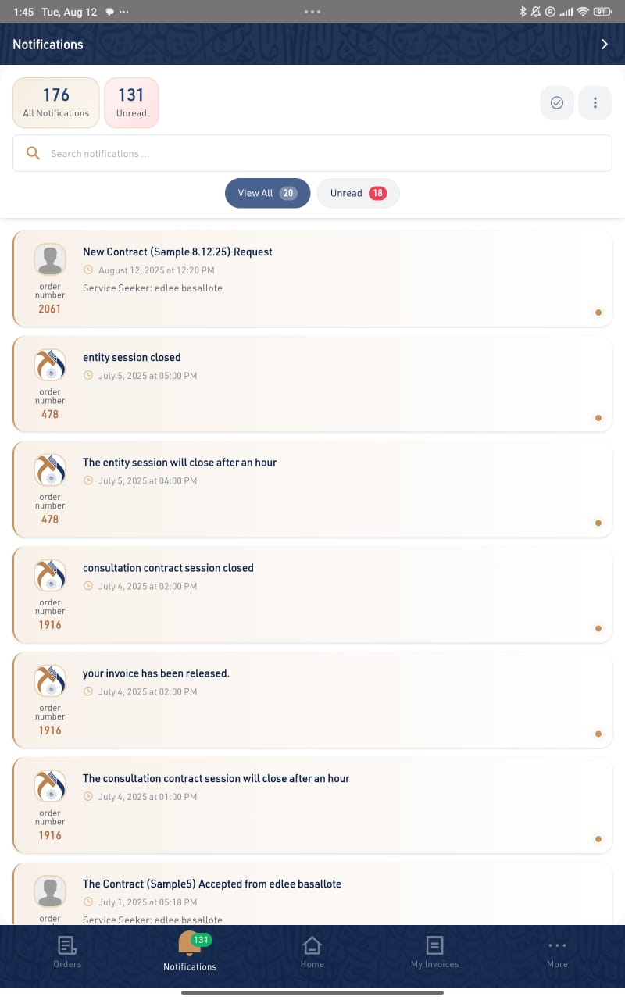 1:45 Tue, Aug 12 ... 91
Notifications
176
All Notifications
131
Unread
Search notifications ...
View All 20
Unread 18
New Contract (Sample 8.12.25) Request
August 12, 2025 at 12:20 PM
Service Seeker: edlee basallote
order
number
2061
entity session closed
July 5, 2025 at 05:00 PM
order
number
478
The entity session will close after an hour
July 5, 2025 at 04:00 PM
order
number
478
consultation contract session closed
July 4, 2025 at 02:00 PM
order
number
1916
your invoice has been released.
July 4, 2025 at 02:00 PM
order
number
1916
The consultation contract session will close after an hour
July 4, 2025 at 01:00 PM
order
number
1916
The Contract (Sample5) Accepted from edlee basallote
July 1, 2025 at 05:18 PM
Service Seeker: edlee basallote
order
131
Orders
Notifications
Home
My Invoices
More